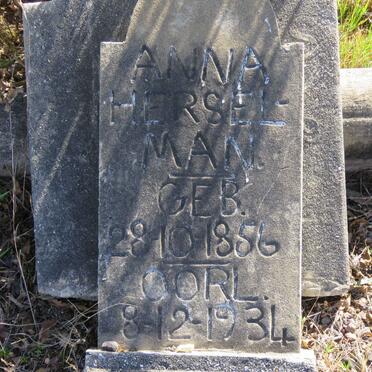 ANNA
HERSEL-
MAN.
GEB.
28·10·1856
OORL.
8-12-1934